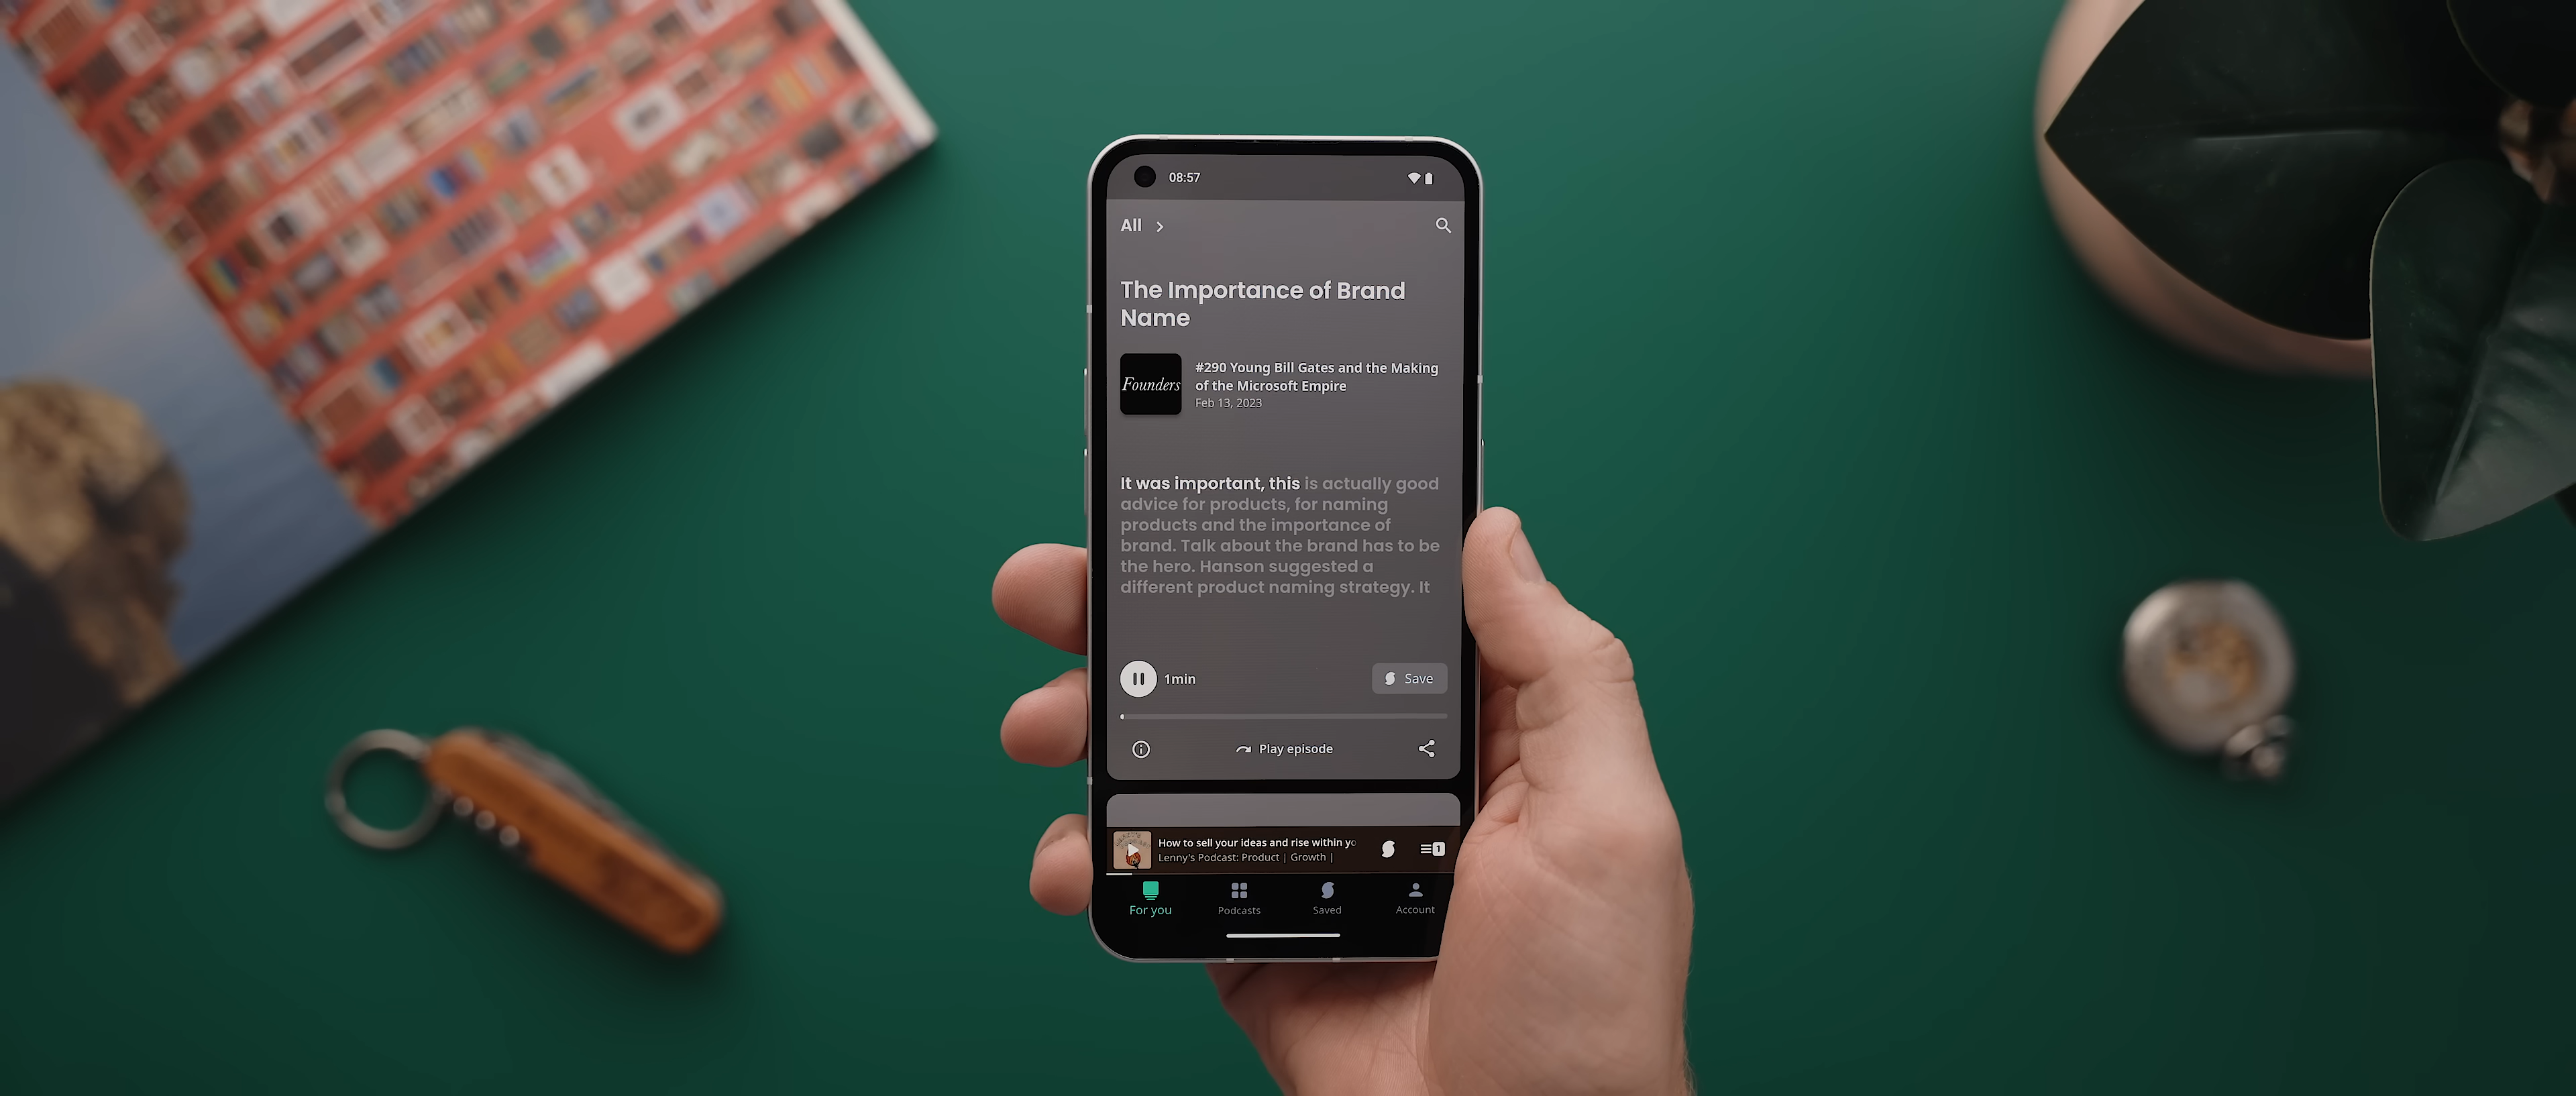 08:57
All
The Importance of Brand
Name
Founders
#290 Young Bill Gates and the Making
of the Microsoft Empire
Feb 13, 2023
It was important, this is actually good
advice for products, for naming
products and the importance of
brand. Talk about the brand has to be
the hero. Hanson suggested a
different product naming strategy. It
1min
Save
Play episode
How to sell your ideas and rise within yo
Lenny's Podcast: Product | Growth |
1
For you
Podcasts
Saved
Account